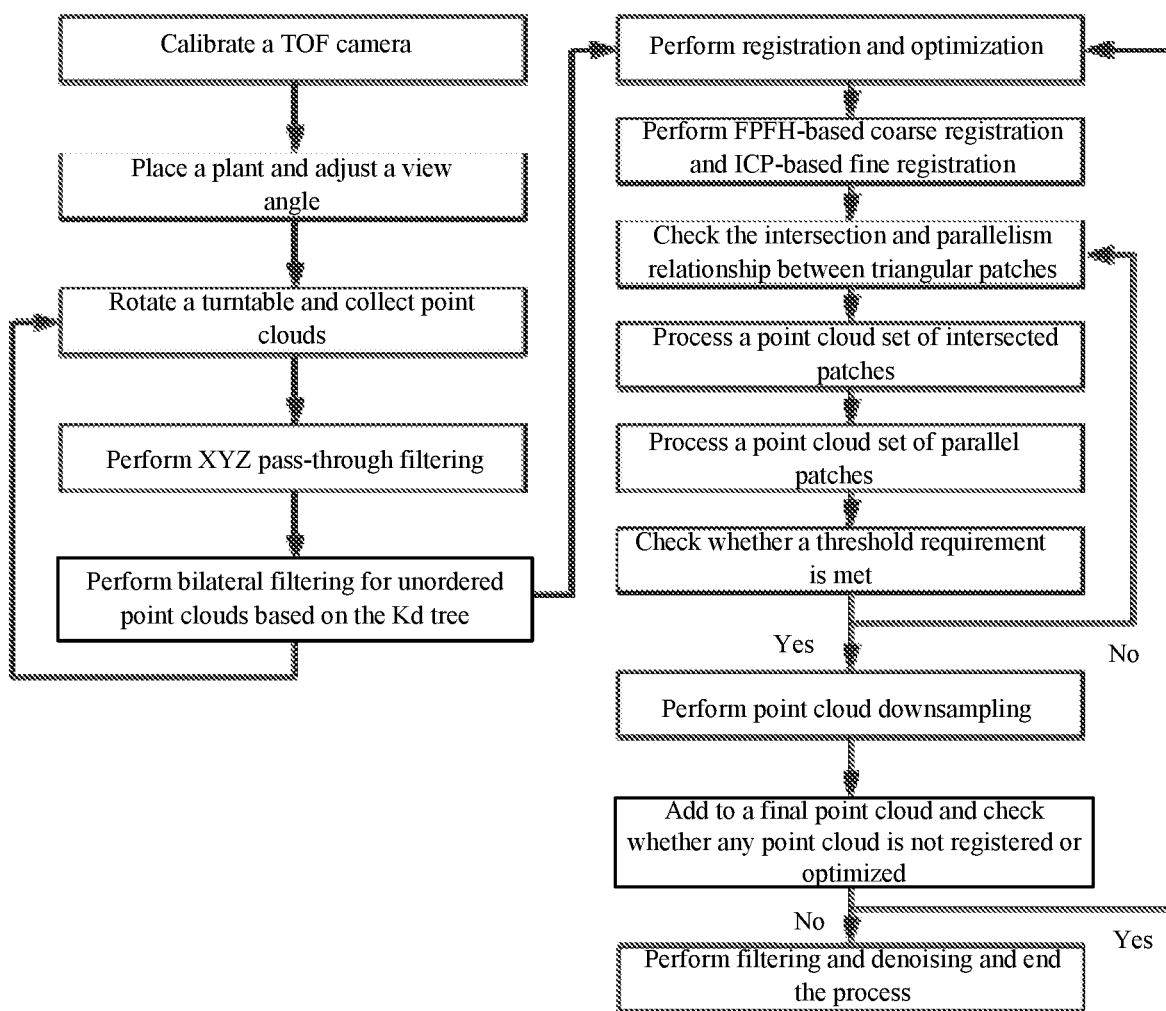 Calibrate a TOF camera
Place a plant and adjust a view
angle
Rotate a turntable and collect point
clouds
Perform XYZ pass-through filtering
Perform bilateral filtering for unordered
point clouds based on the Kd tree
Perform registration and optimization
Perform FPFH-based coarse registration
and ICP-based fine registration
Check the intersection and parallelism
relationship between triangular patches
Process a point cloud set of intersected
patches
Process a point cloud set of parallel
patches
Check whether a threshold requirement
is met
Yes
No
Perform point cloud downsampling
Add to a final point cloud and check
whether any point cloud is not registered or
optimized
No
Yes
Perform filtering and denoising and end
the process